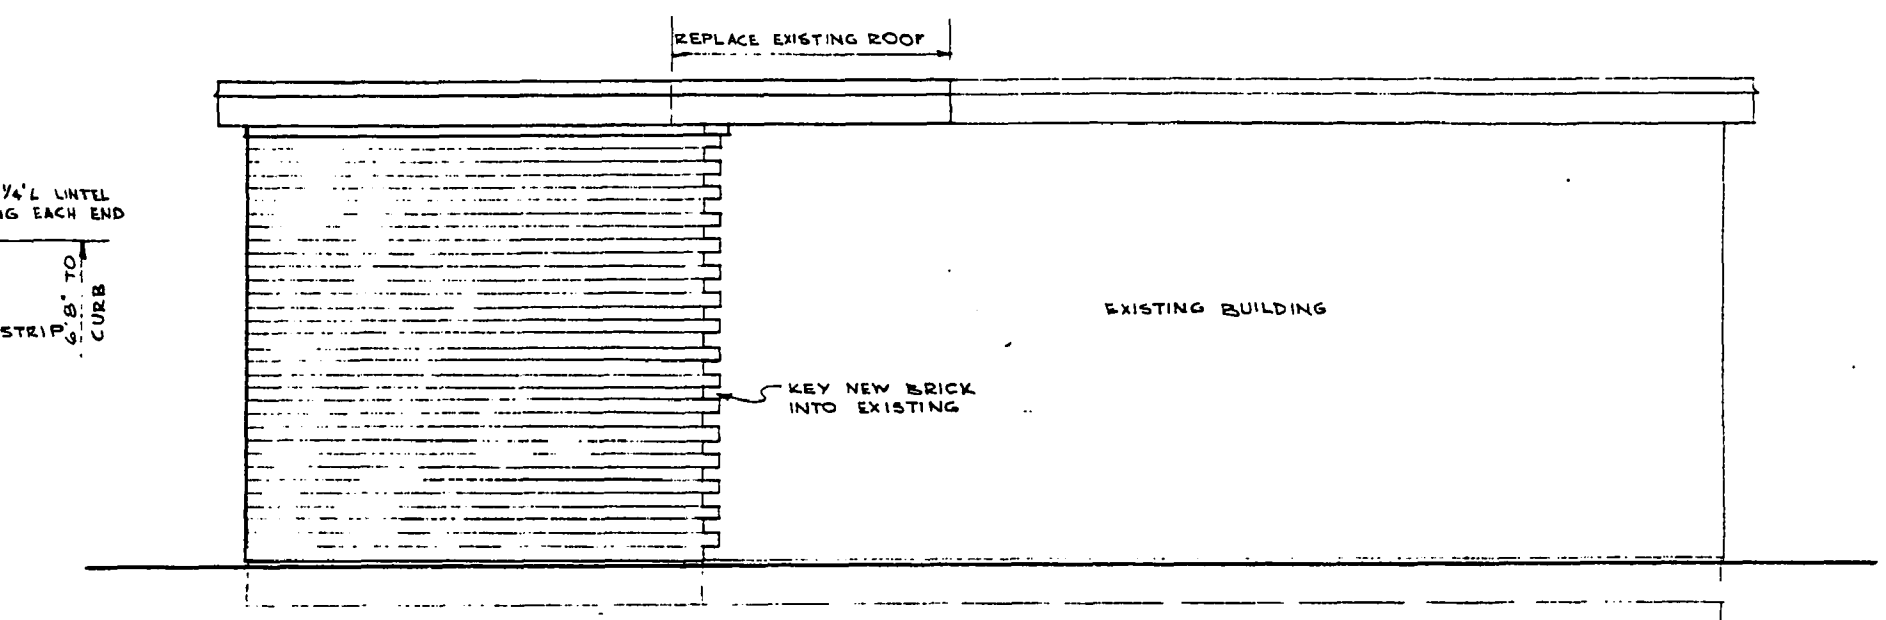 REPLACE EXISTING ROOF
1/4"L LINTEL
EACH END
6'8" TO
CURB
STRIP
EXISTING BUILDING
KEY NEW BRICK
INTO EXISTING